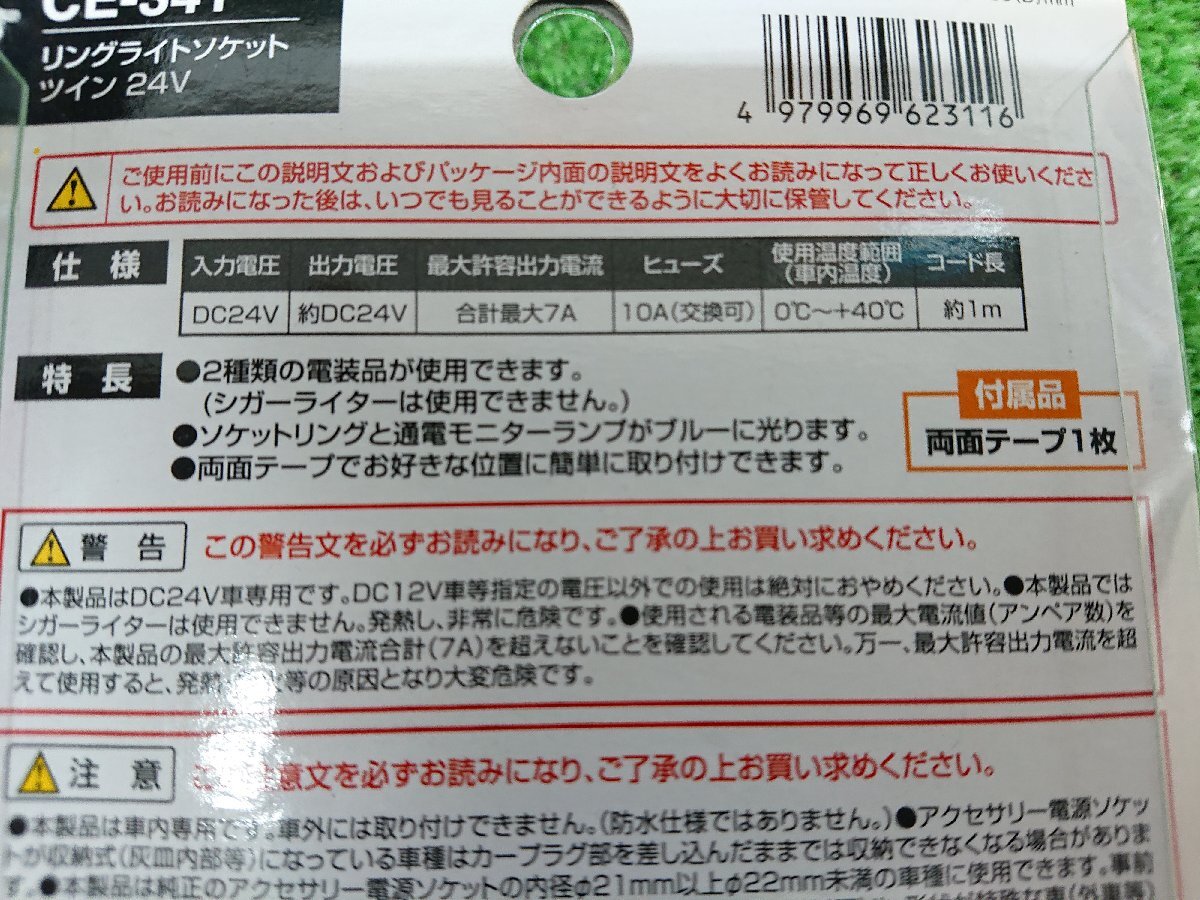 CE-341
リングライトソケット
ツイン 24V
4 979969 623116
ご使用前にこの説明文およびパッケージ内面の説明文をよくお読みになって正しくお使いくださ
い。お読みになった後は、いつでも見ることができるように大切に保管してください。
仕様 入力電圧 出力電圧 最大許容出力電流 ヒューズ 使用温度範囲(車内温度) コード長
DC24V 約DC24V 合計最大7A 10A(交換可) 0℃~+40℃ 約1m
特長 ●2種類の電装品が使用できます。
(シガーライターは使用できません。)
●ソケットリングと通電モニターランプがブルーに光ります。
●両面テープでお好きな位置に簡単に取り付けできます。
付属品
両面テープ1枚
警告 この警告文を必ずお読みになり、ご了承の上お買い求めください。
●本製品はDC24V車専用です。DC12V車等指定の電圧以外での使用は絶対におやめください。●本製品では
シガーライターは使用できません。発熱し、非常に危険です。●使用される電装品等の最大電流値(アンペア数)を
確認し、本製品の最大許容出力電流合計(7A)を超えないことを確認してください。万一、最大許容出力電流を超
えて使用すると、発熱 等の原因となり大変危険です。
注意 こ 意文を必ずお読みになり、ご了承の上お買い求めください。
●本製品は車内専用です。車外には取り付けできません。(防水仕様ではありません。)●アクセサリー電源ソケッ
トが収納式(灰皿内部等)になっている車種はカープラグ部を差し込んだままでは収納できなくなる場合がありま
す。●本製品は純正のアクセサリー電源ソケットの内径φ21mm以上φ22mm未満の車種に使用できます。事前